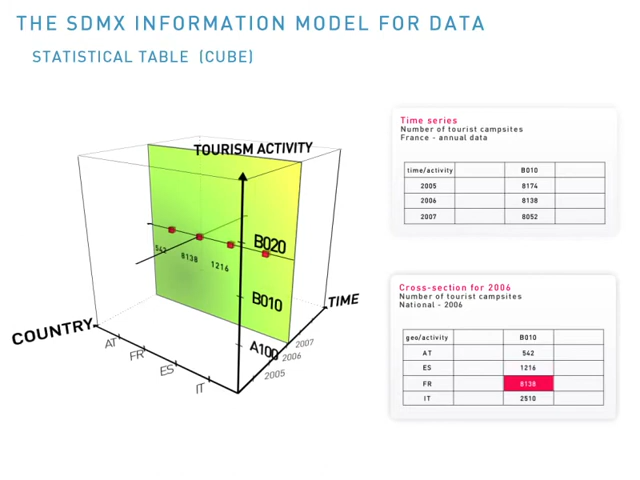 THE SDMX INFORMATION MODEL FOR DATA
STATISTICAL TABLE (CUBE)
TOURISM ACTIVITY
B020
B010
A100
542
8138
1216
TIME
2007
2006
2005
COUNTRY
AT
FR
ES
IT
Time series
Number of tourist campsites
France - annual data
time/activity B010
2005 8174
2006 8138
2007 8052
Cross-section for 2006
Number of tourist campsites
National - 2006
geo/activity B010
AT 542
ES 1216
FR 8138
IT 2510